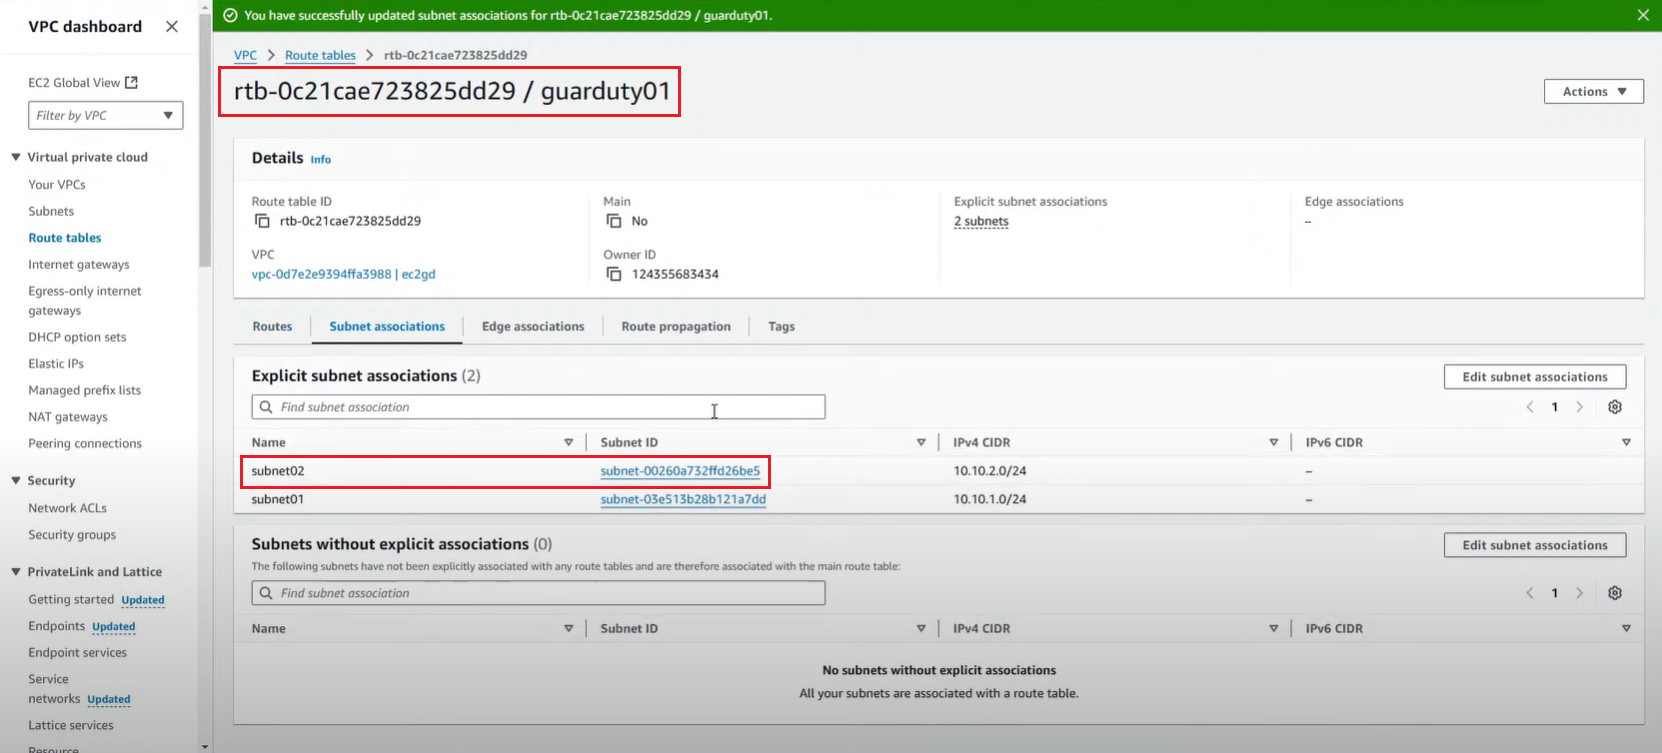 VPC dashboard
You have successfully updated subnet associations for rtb-0c21cae723825dd29 / guarduty01.
VPC > Route tables > rtb-0c21cae723825dd29
rtb-0c21cae723825dd29 / guarduty01
Actions
EC2 Global View
Filter by VPC
Virtual private cloud
Your VPCs
Subnets
Route tables
Internet gateways
Egress-only internet
gateways
DHCP option sets
Elastic IPs
Managed prefix lists
NAT gateways
Peering connections
Security
Network ACLs
Security groups
PrivateLink and Lattice
Getting started Updated
Endpoints Updated
Endpoint services
Service
networks Updated
Lattice services
Resource
Details Info
Route table ID
rtb-0c21cae723825dd29
Main
No
Explicit subnet associations
2 subnets
Edge associations
–
VPC
vpc-0d7e2e9394ffa3988 | ec2gd
Owner ID
124355683434
Routes Subnet associations Edge associations Route propagation Tags
Explicit subnet associations (2)
Edit subnet associations
Find subnet association
1
Name Subnet ID IPv4 CIDR IPv6 CIDR
subnet02 subnet-00260a732ffd26be5 10.10.2.0/24 –
subnet01 subnet-03e513b28b121a7dd 10.10.1.0/24 –
Subnets without explicit associations (0)
Edit subnet associations
The following subnets have not been explicitly associated with any route tables and are therefore associated with the main route table:
Find subnet association
1
Name Subnet ID IPv4 CIDR IPv6 CIDR
No subnets without explicit associations
All your subnets are associated with a route table.